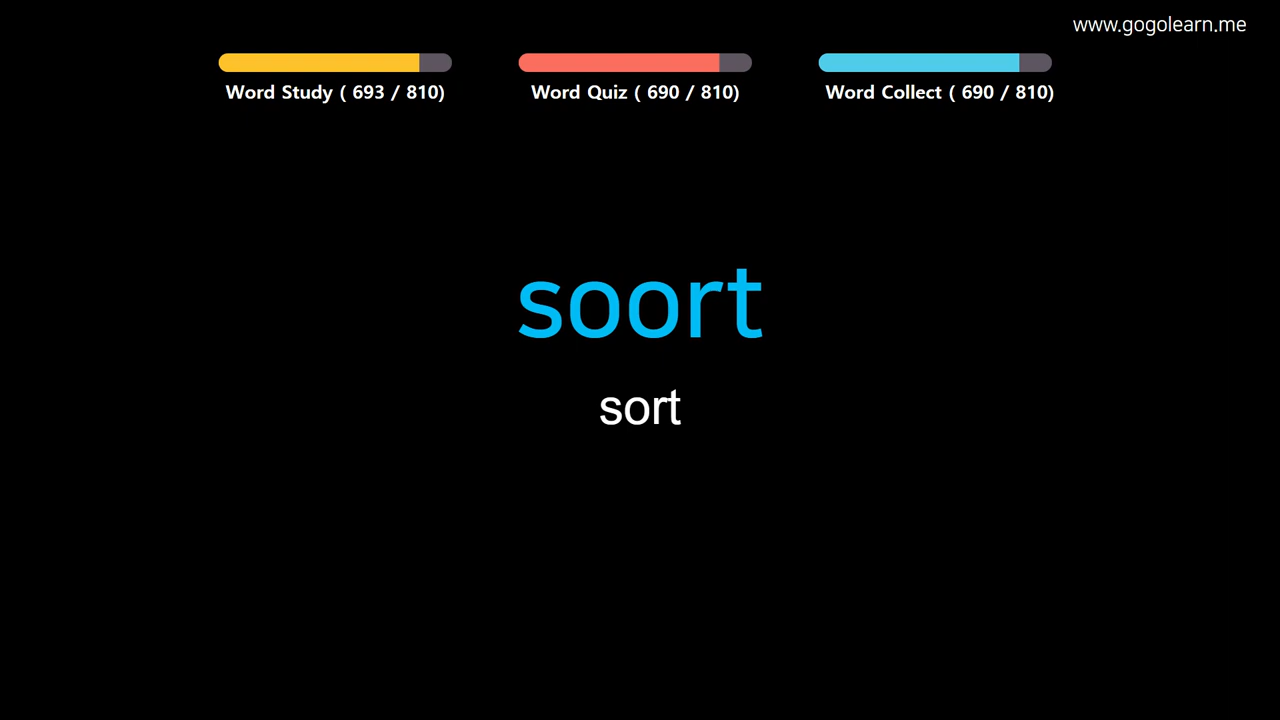 www.gogolearn.me
Word Study ( 693 / 810)
Word Quiz ( 690 / 810)
Word Collect ( 690 / 810)
soort
sort